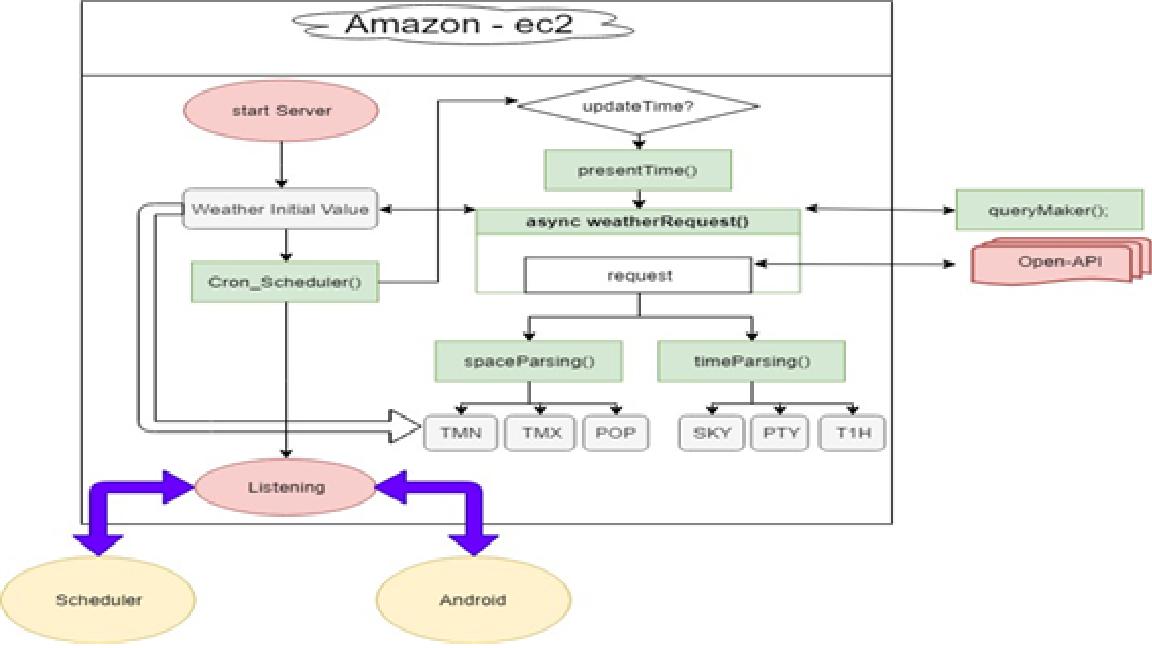 Amazon - ec2
start Server
updateTime?
presentTime()
Weather Initial Value
async weatherRequest()
queryMaker();
Open-API
request
Cron_Scheduler()
spaceParsing()
timeParsing()
TMN
TMX
POP
SKY
PTY
T1H
Listening
Scheduler
Android